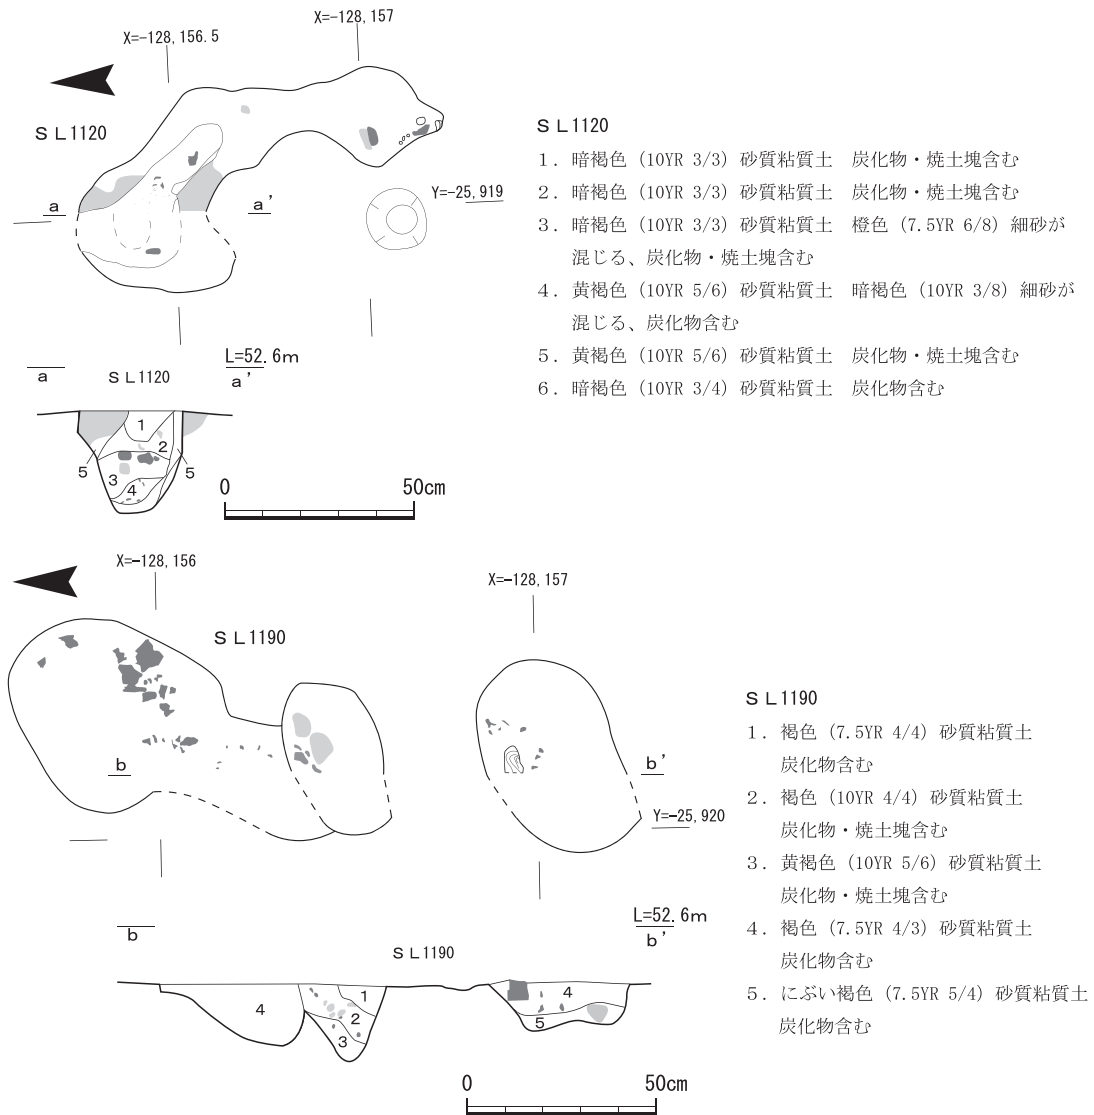 X=-128,156.5
X=-128,157
ＳＬ1120
Y=-25,919
a
a'
L=52.6m
a
a'
ＳＬ1120
1
2
5
3
4
5
0
50cm
ＳＬ1120
１．暗褐色（10YR 3/3）砂質粘質土　炭化物・焼土塊含む
２．暗褐色（10YR 3/3）砂質粘質土　炭化物・焼土塊含む
３．暗褐色（10YR 3/3）砂質粘質土　橙色（7.5YR 6/8）細砂が
混じる、炭化物・焼土塊含む
４．黄褐色（10YR 5/6）砂質粘質土　暗褐色（10YR 3/8）細砂が
混じる、炭化物含む
５．黄褐色（10YR 5/6）砂質粘質土　炭化物・焼土塊含む
６．暗褐色（10YR 3/4）砂質粘質土　炭化物含む
X=-128,156
X=-128,157
ＳＬ1190
b
b'
Y=-25,920
L=52.6m
b
b'
ＳＬ1190
4
1
2
3
4
5
0
50cm
ＳＬ1190
１．褐色（7.5YR 4/4）砂質粘質土
炭化物含む
２．褐色（10YR 4/4）砂質粘質土
炭化物・焼土塊含む
３．黄褐色（10YR 5/6）砂質粘質土
炭化物・焼土塊含む
４．褐色（7.5YR 4/3）砂質粘質土
炭化物含む
５．にぶい褐色（7.5YR 5/4）砂質粘質土
炭化物含む